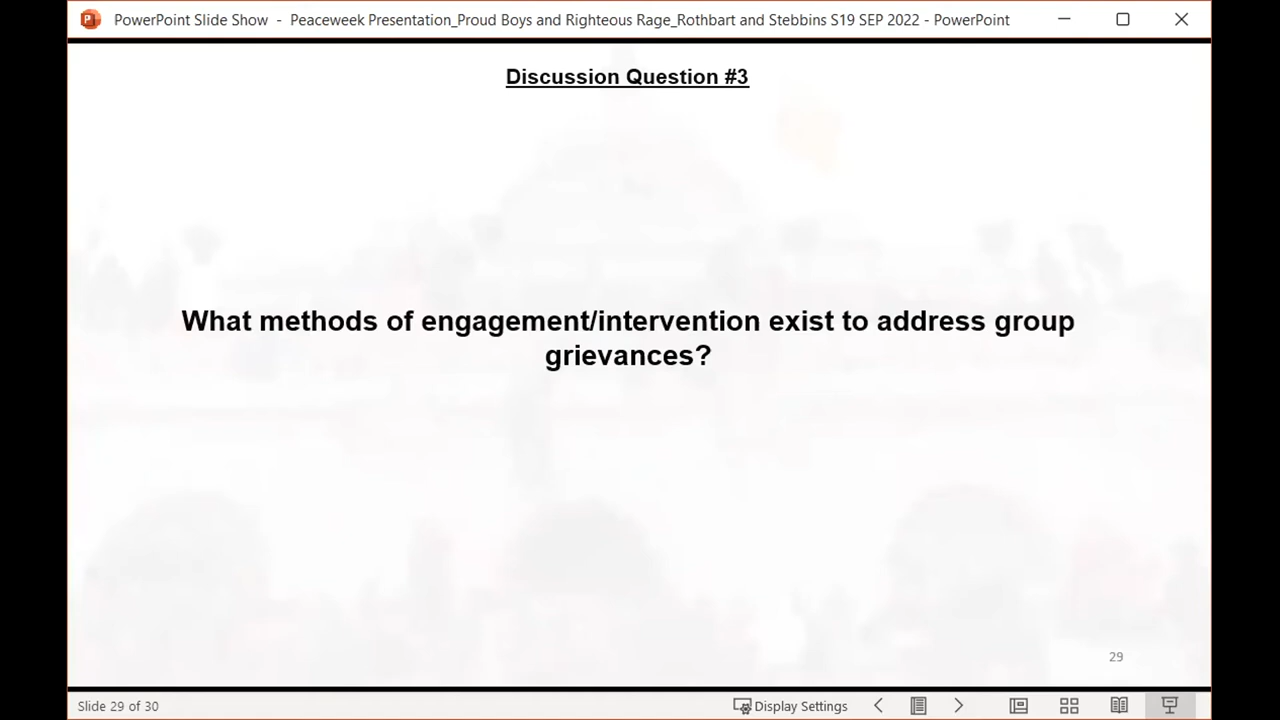 PowerPoint Slide Show - Peaceweek Presentation_Proud Boys and Righteous Rage_Rothbart and Stebbins S19 SEP 2022 - PowerPoint
Discussion Question #3
What methods of engagement/intervention exist to address group
grievances?
29
Slide 29 of 30
Display Settings